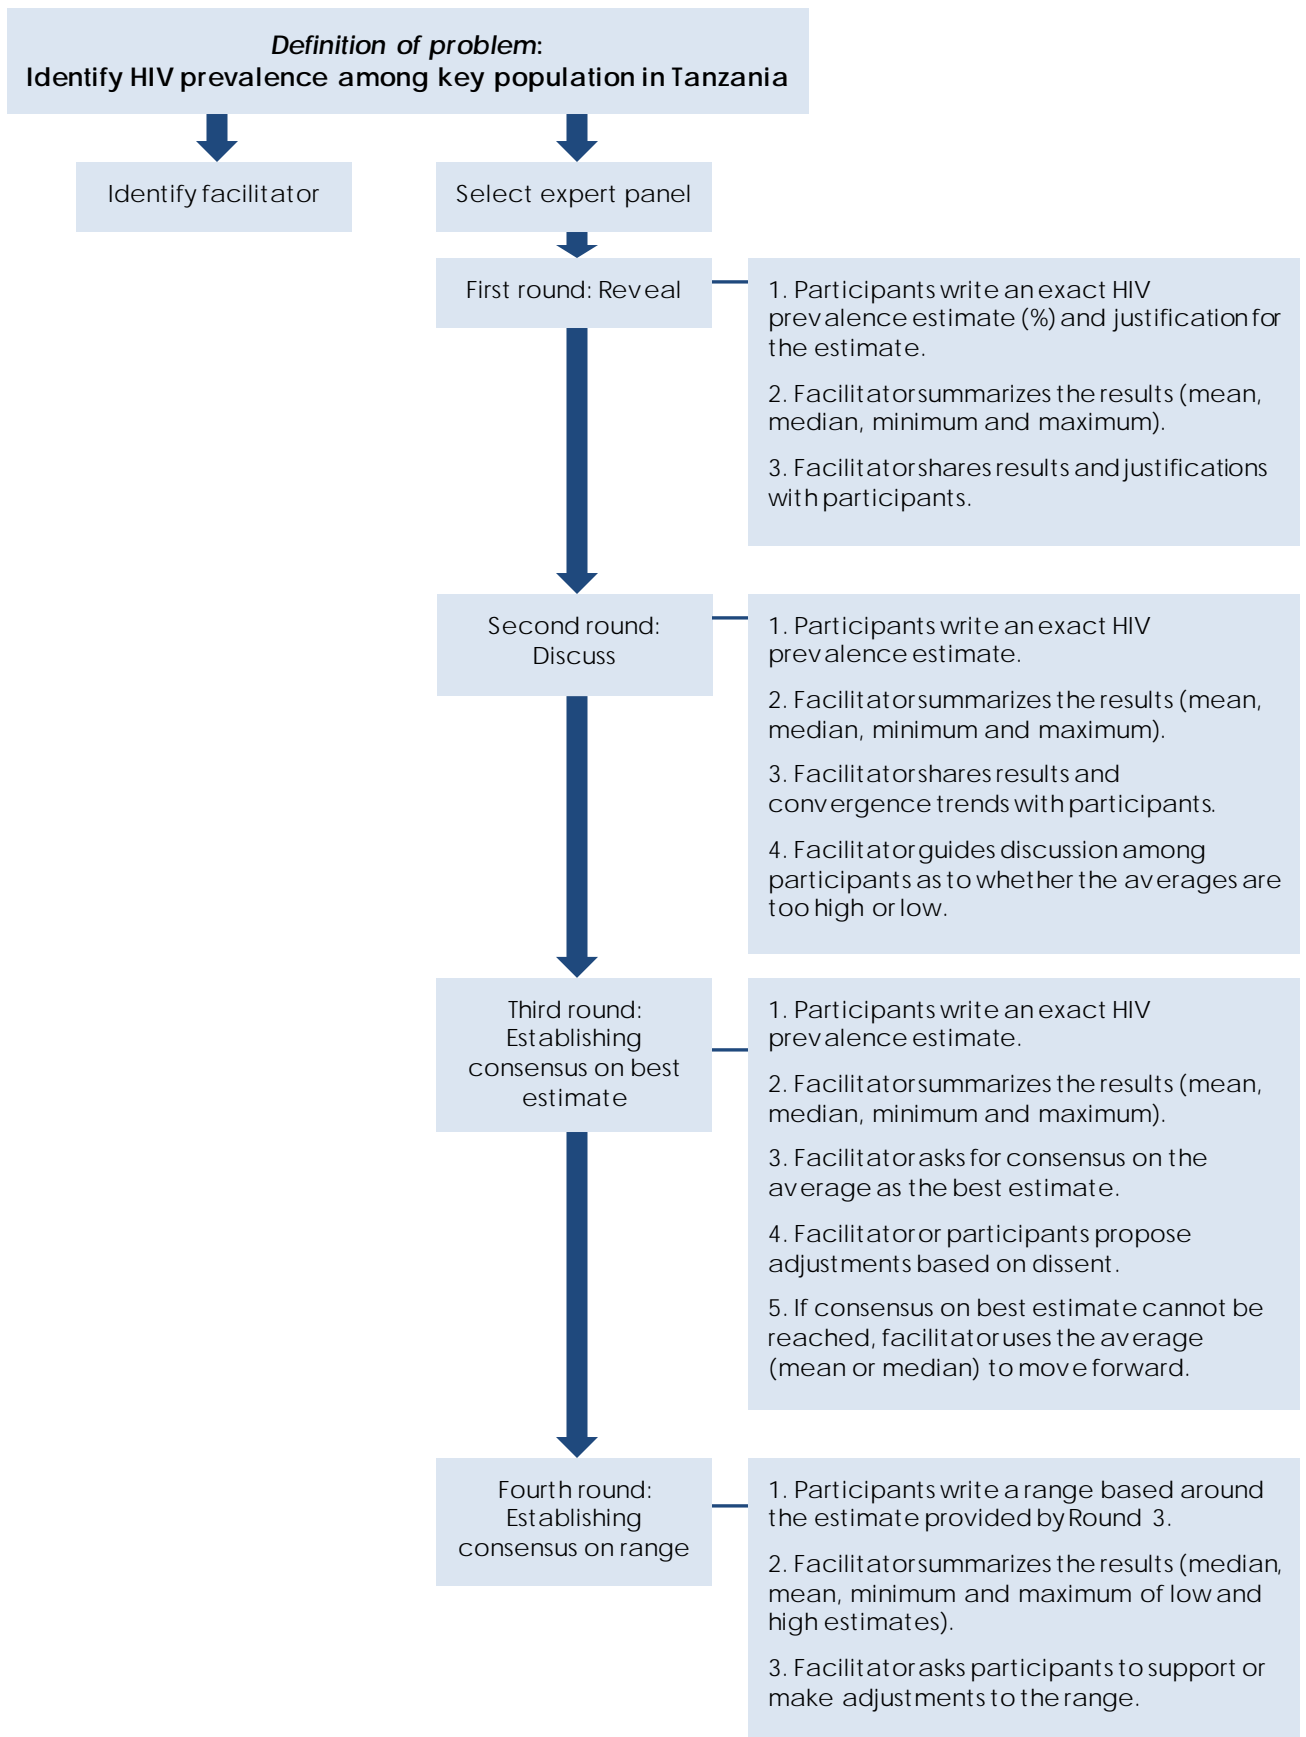 Definition of problem:
Identify HIV prevalence among key population in Tanzania
Identify facilitator
Select expert panel
First round: Reveal
1. Participants write an exact HIV
prevalence estimate (%) and justification for
the estimate.
2. Facilitator summarizes the results (mean,
median, minimum and maximum).
3. Facilitator shares results and justifications
with participants.
Second round:
Discuss
1. Participants write an exact HIV
prevalence estimate.
2. Facilitator summarizes the results (mean,
median, minimum and maximum).
3. Facilitator shares results and
convergence trends with participants.
4. Facilitator guides discussion among
participants as to whether the averages are
too high or low.
Third round:
Establishing
consensus on best
estimate
1. Participants write an exact HIV
prevalence estimate.
2. Facilitator summarizes the results (mean,
median, minimum and maximum).
3. Facilitator asks for consensus on the
average as the best estimate.
4. Facilitator or participants propose
adjustments based on dissent.
5. If consensus on best estimate cannot be
reached, facilitator uses the average
(mean or median) to move forward.
Fourth round:
Establishing
consensus on range
1. Participants write a range based around
the estimate provided by Round 3.
2. Facilitator summarizes the results (median,
mean, minimum and maximum of low and
high estimates).
3. Facilitator asks participants to support or
make adjustments to the range.